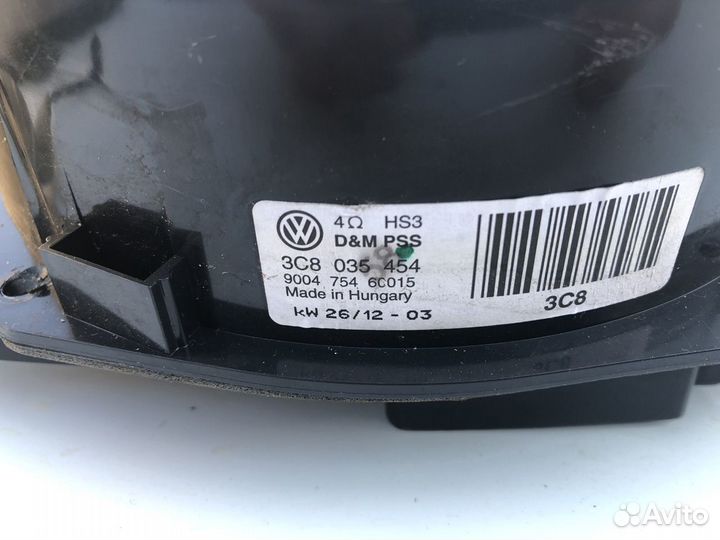 4Ω HS3
D&M PSS
3C8 035 454
9004 754 6C015
Made in Hungary
kW 26/12 - 03
3C8
Avito